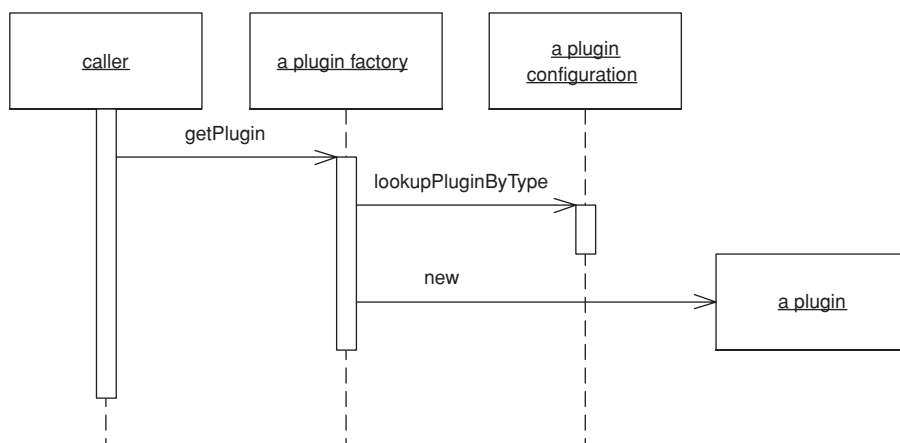 caller
a plugin factory
a plugin
configuration
getPlugin
lookupPluginByType
new
a plugin